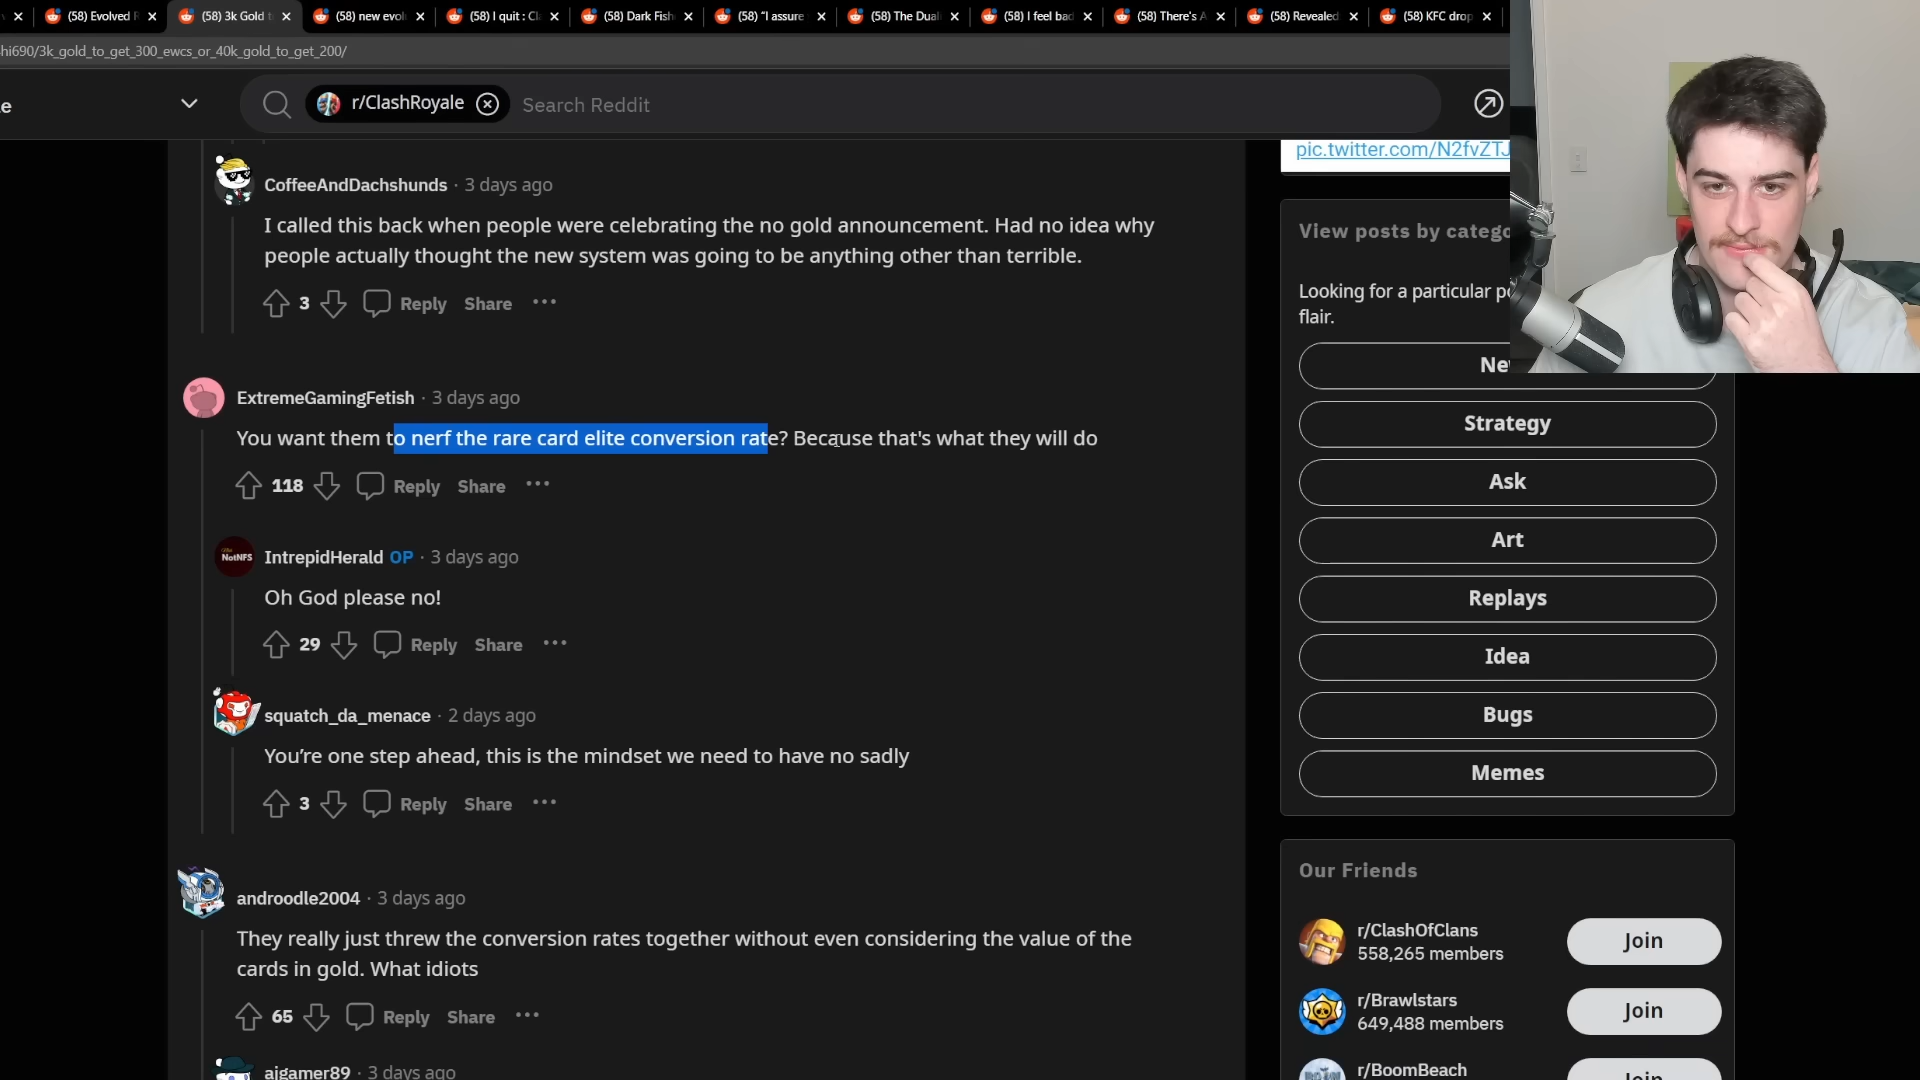 (58) Evolved R
(58) 3k Gold t
(58) new evol
(58) I quit : Cl
(58) Dark Fish
(58) "I assure
(58) The Dual
(58) I feel bad
(58) There's A
(58) Revealed
(58) KFC drop
hi690/3k_gold_to_get_300_ewcs_or_40k_gold_to_get_200/
e
r/ClashRoyale
Search Reddit
CoffeeAndDachshunds · 3 days ago
I called this back when people were celebrating the no gold announcement. Had no idea why
people actually thought the new system was going to be anything other than terrible.
3 Reply Share ···
ExtremeGamingFetish · 3 days ago
You want them to nerf the rare card elite conversion rate? Because that's what they will do
118 Reply Share ···
NotNFS
IntrepidHerald OP · 3 days ago
Oh God please no!
29 Reply Share ···
squatch_da_menace · 2 days ago
You're one step ahead, this is the mindset we need to have no sadly
3 Reply Share ···
androodle2004 · 3 days ago
They really just threw the conversion rates together without even considering the value of the
cards in gold. What idiots
65 Reply Share ···
ajgamer89 · 3 days ago
pic.twitter.com/N2fvZTJ
View posts by catego
Looking for a particular po
flair.
Ne
Strategy
Ask
Art
Replays
Idea
Bugs
Memes
Our Friends
r/ClashOfClans
558,265 members
Join
r/Brawlstars
649,488 members
Join
r/BoomBeach
Join